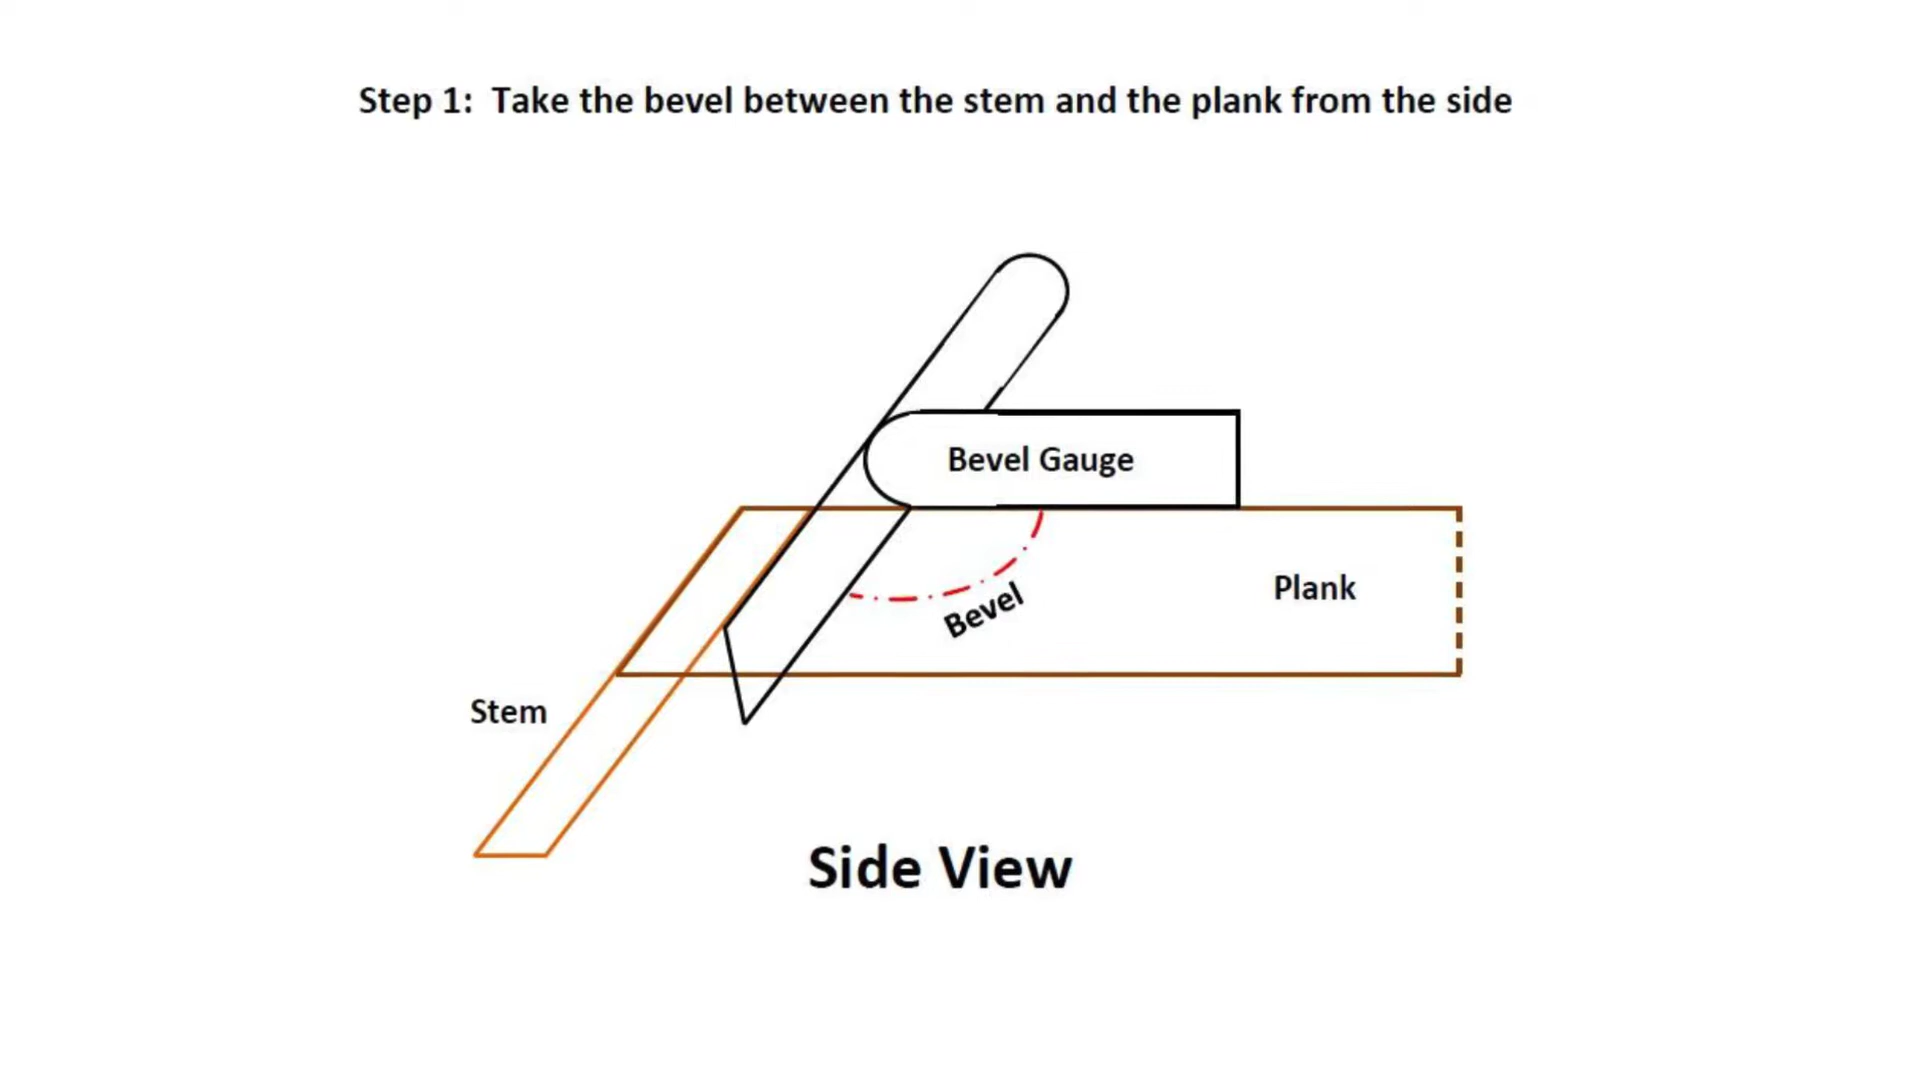 Step 1:  Take the bevel between the stem and the plank from the side
Bevel Gauge
Plank
Bevel
Stem
Side View